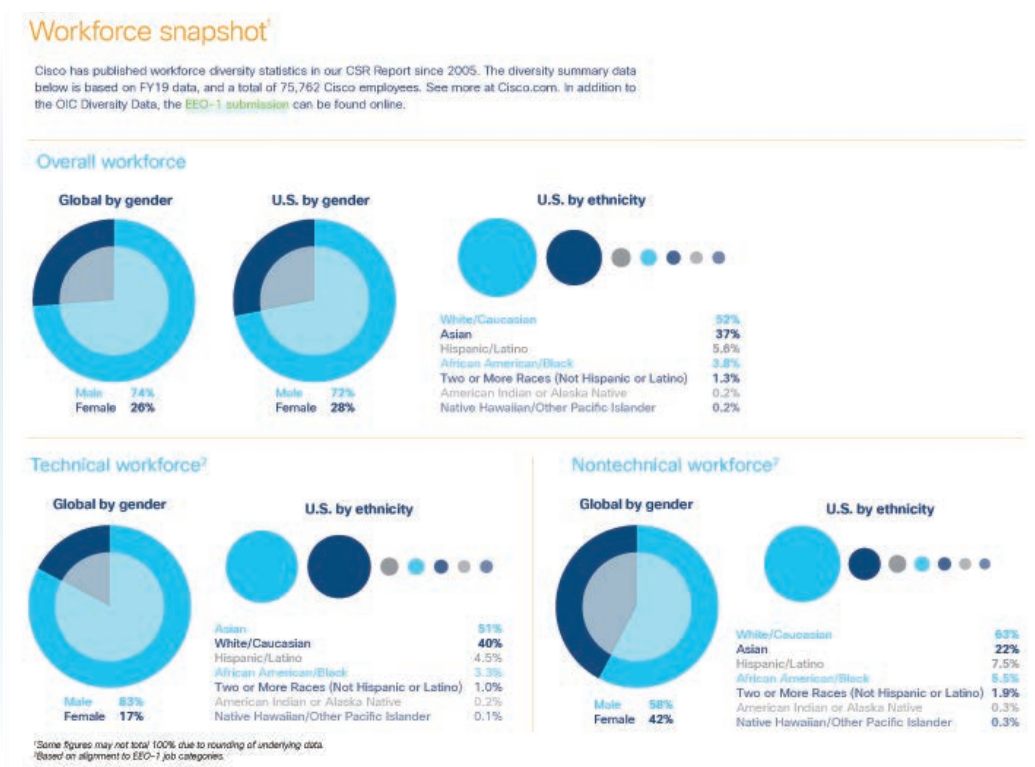 Workforce snapshot¹
Cisco has published workforce diversity statistics in our CSR Report since 2005. The diversity summary data
below is based on FY19 data, and a total of 75,762 Cisco employees. See more at Cisco.com. In addition to
the OIC Diversity Data, the EEO-1 submission can be found online.
Overall workforce
Global by gender
Male 74%
Female 26%
U.S. by gender
Male 72%
Female 28%
U.S. by ethnicity
White/Caucasian 52%
Asian 37%
Hispanic/Latino 5.6%
African American/Black 3.8%
Two or More Races (Not Hispanic or Latino) 1.3%
American Indian or Alaska Native 0.2%
Native Hawaiian/Other Pacific Islander 0.2%
Technical workforce²
Global by gender
Male 83%
Female 17%
U.S. by ethnicity
Asian 51%
White/Caucasian 40%
Hispanic/Latino 4.5%
African American/Black 3.3%
Two or More Races (Not Hispanic or Latino) 1.0%
American Indian or Alaska Native 0.2%
Native Hawaiian/Other Pacific Islander 0.1%
Nontechnical workforce²
Global by gender
Male 58%
Female 42%
U.S. by ethnicity
White/Caucasian 63%
Asian 22%
Hispanic/Latino 7.5%
African American/Black 5.5%
Two or More Races (Not Hispanic or Latino) 1.9%
American Indian or Alaska Native 0.3%
Native Hawaiian/Other Pacific Islander 0.3%
¹Some figures may not total 100% due to rounding of underlying data.
²Based on alignment to EEO-1 job categories.